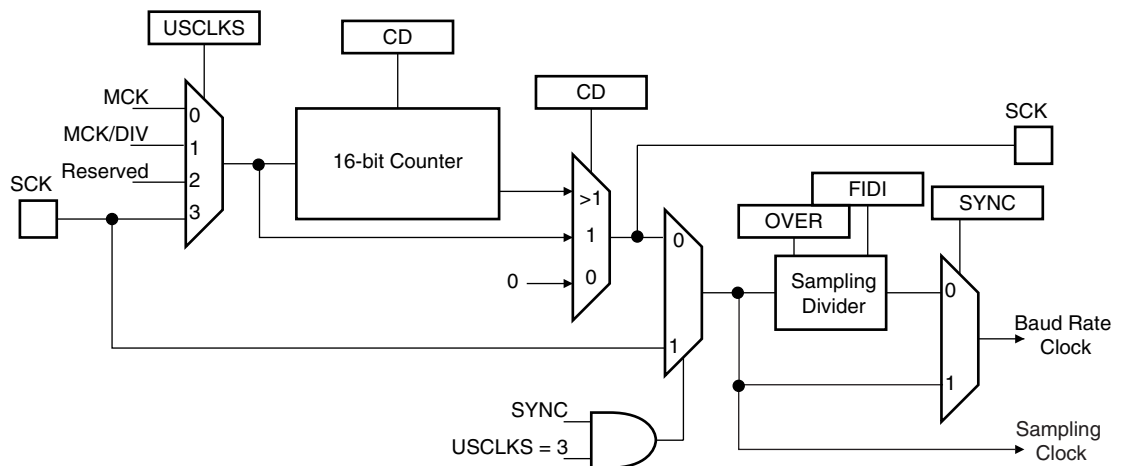 USCLKS
CD
CD
MCK
0
MCK/DIV
1
Reserved
2
SCK
3
16-bit Counter
>1
1
0
0
SCK
0
1
FIDI
OVER
SYNC
Sampling
Divider
0
1
Baud Rate
Clock
SYNC
USCLKS = 3
Sampling
Clock